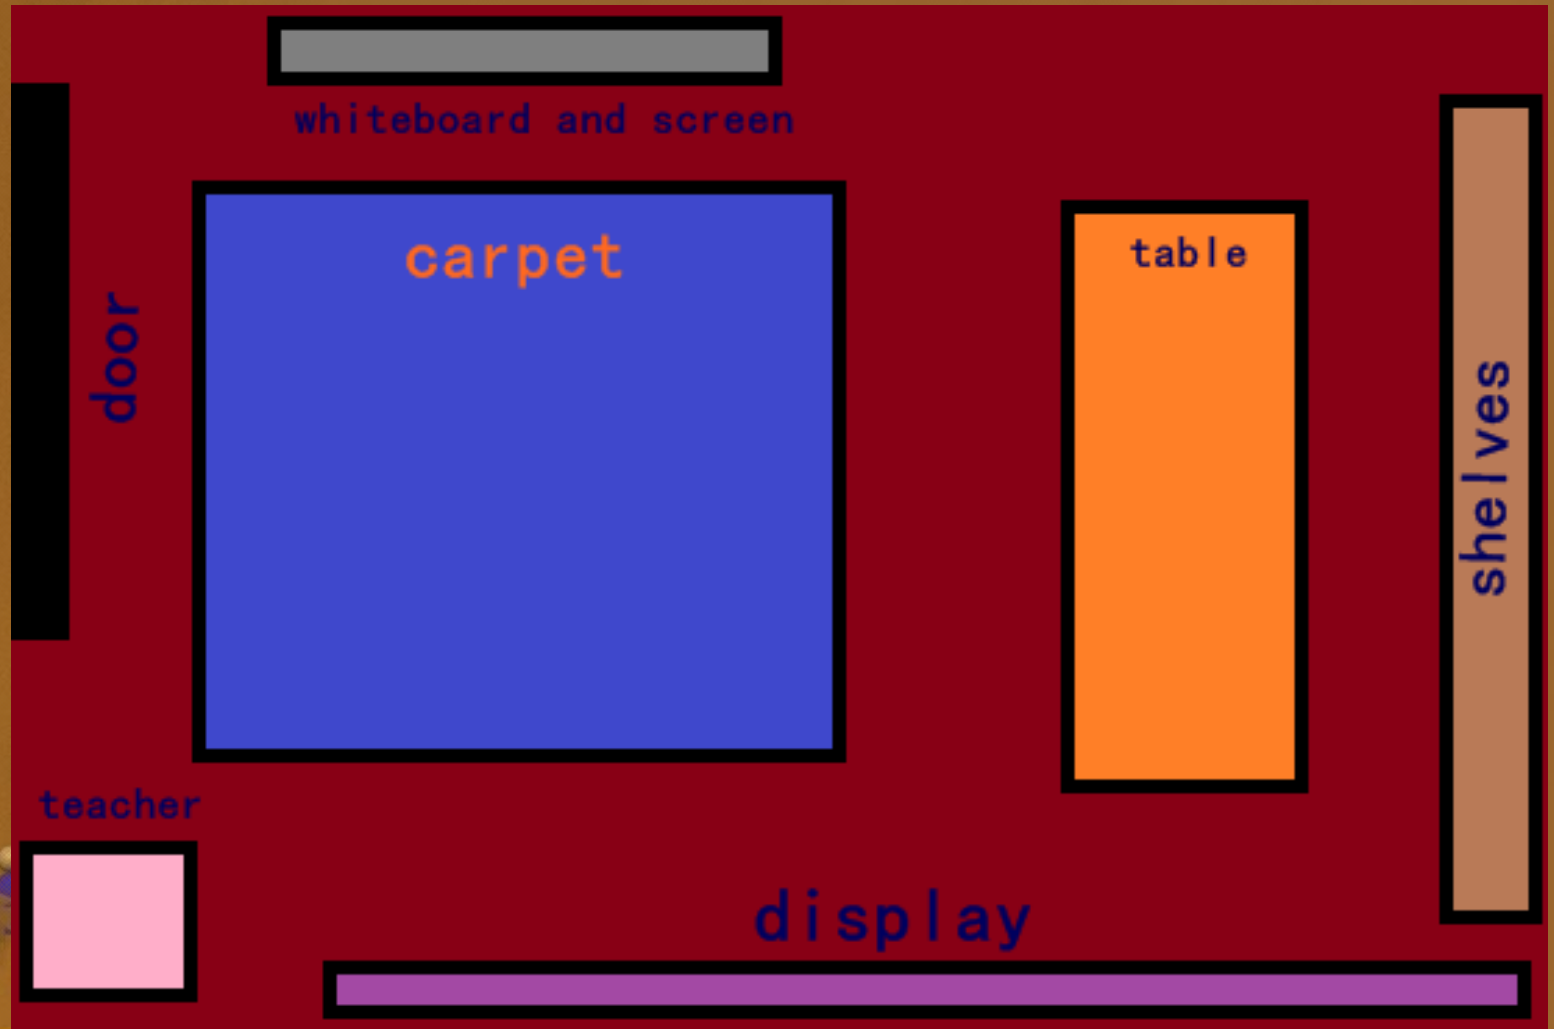 whiteboard and screen
carpet
table
door
shelves
teacher
display